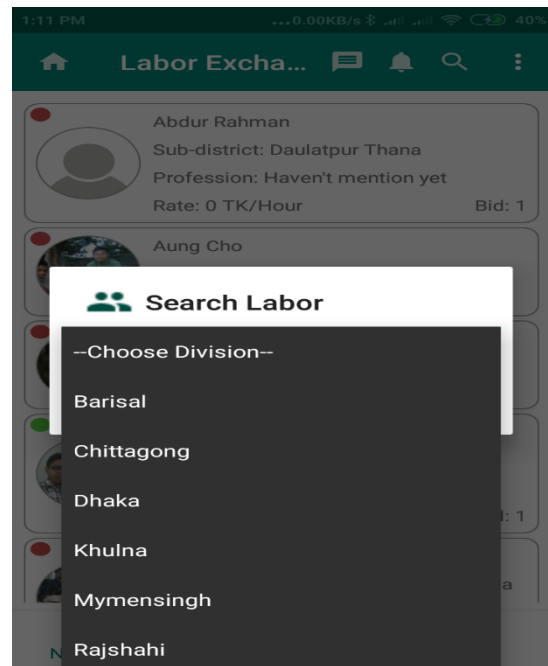 1:11 PM ...0.00KB/s 40%
Labor Excha...
Abdur Rahman
Sub-district: Daulatpur Thana
Profession: Haven't mention yet
Rate: 0 TK/Hour Bid: 1
Aung Cho
Search Labor
--Choose Division--
Barisal
Chittagong
Dhaka
: 1
Khulna
a
Mymensingh
N
Rajshahi